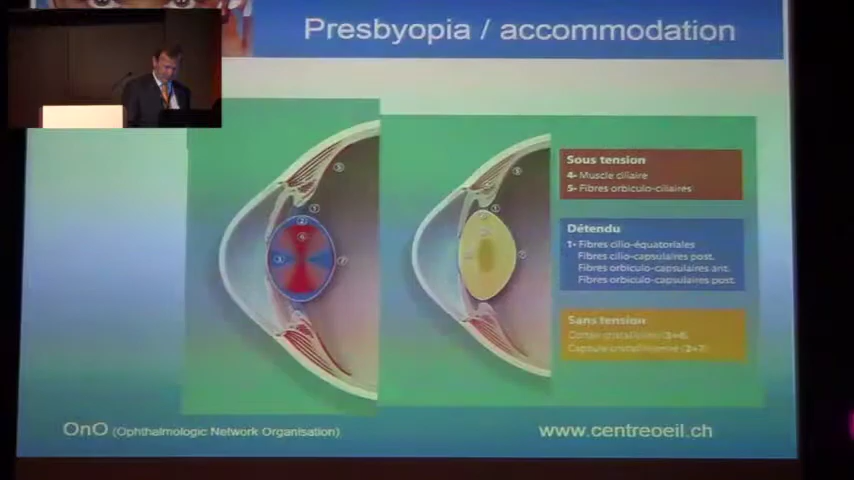 Presbyopia / accommodation
Sous tension
4- Muscle ciliaire
5- Fibres orbiculo-ciliaires
Détendu
1- Fibres cilio-équatoriales
Fibres cilio-capsulaires post.
Fibres orbiculo-capsulaires ant.
Fibres orbiculo-capsulaires post.
Sans tension
OnO (Ophthalmologic Network Organisation)
www.centreoeil.ch